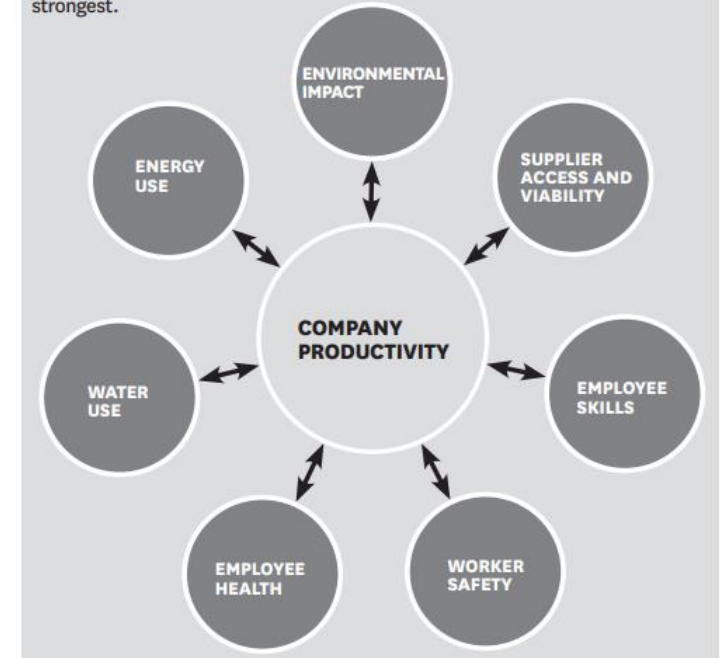 strongest.
ENVIRONMENTAL
IMPACT
ENERGY
USE
SUPPLIER
ACCESS AND
VIABILITY
COMPANY
PRODUCTIVITY
WATER
USE
EMPLOYEE
SKILLS
EMPLOYEE
HEALTH
WORKER
SAFETY